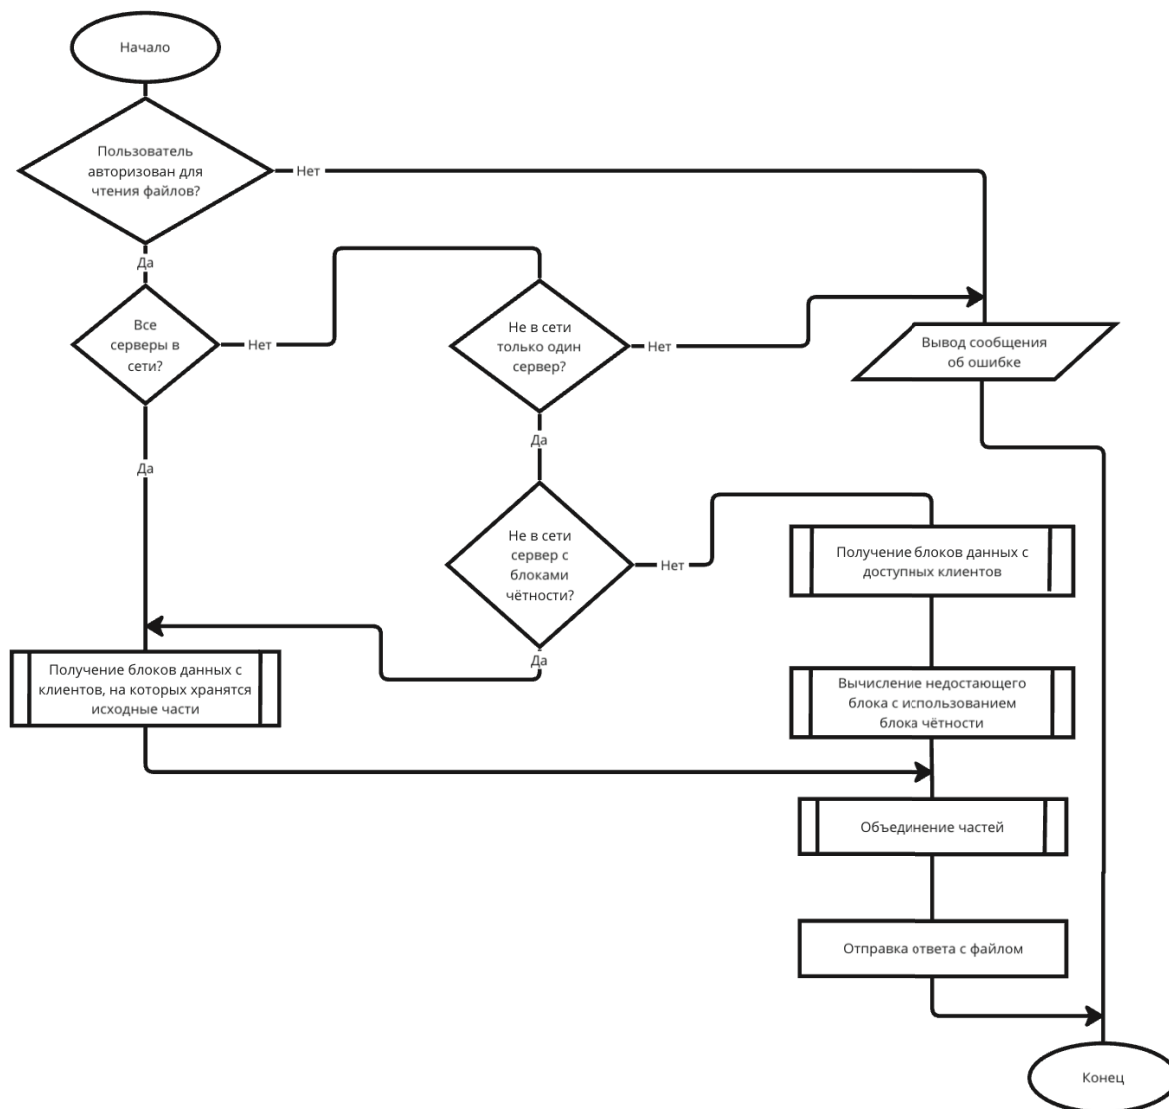 Начало
Пользователь
авторизован для
чтения файлов?
Нет
Да
Все
серверы в
сети?
Нет
Не в сети
только один
сервер?
Нет
Вывод сообщения
об ошибке
Да
Да
Не в сети
сервер с
блоками
чётности?
Нет
Получение блоков данных с
доступных клиентов
Да
Получение блоков данных с
клиентов, на которых хранятся
исходные части
Вычисление недостающего
блока с использованием
блока чётности
Объединение частей
Отправка ответа с файлом
Конец